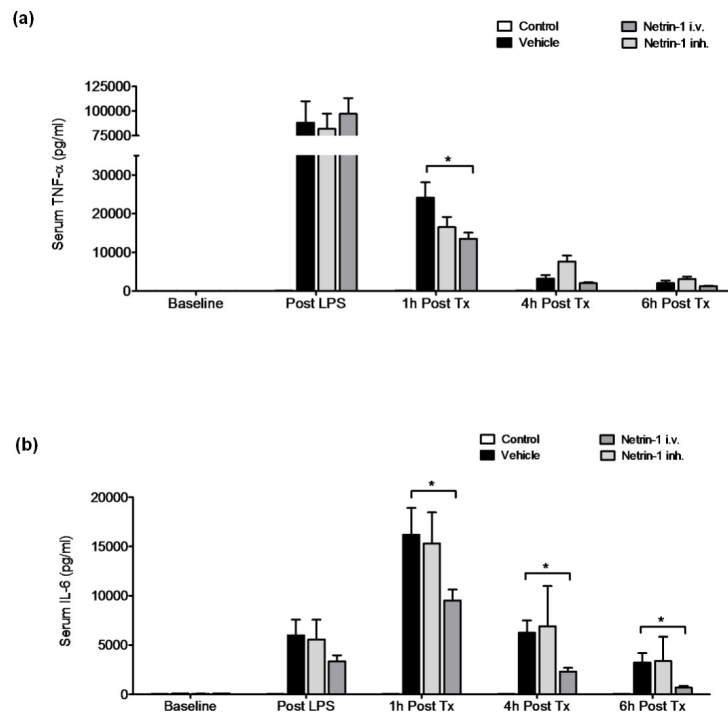 (a)
Control
Netrin-1 i.v.
Vehicle
Netrin-1 inh.
Serum TNF-α (pg/ml)
125000
100000
75000
30000
20000
10000
0
Baseline
Post LPS
1h Post Tx
4h Post Tx
6h Post Tx
*
(b)
Control
Netrin-1 i.v.
Vehicle
Netrin-1 inh.
Serum IL-6 (pg/ml)
20000
15000
10000
5000
0
Baseline
Post LPS
1h Post Tx
4h Post Tx
6h Post Tx
*
*
*